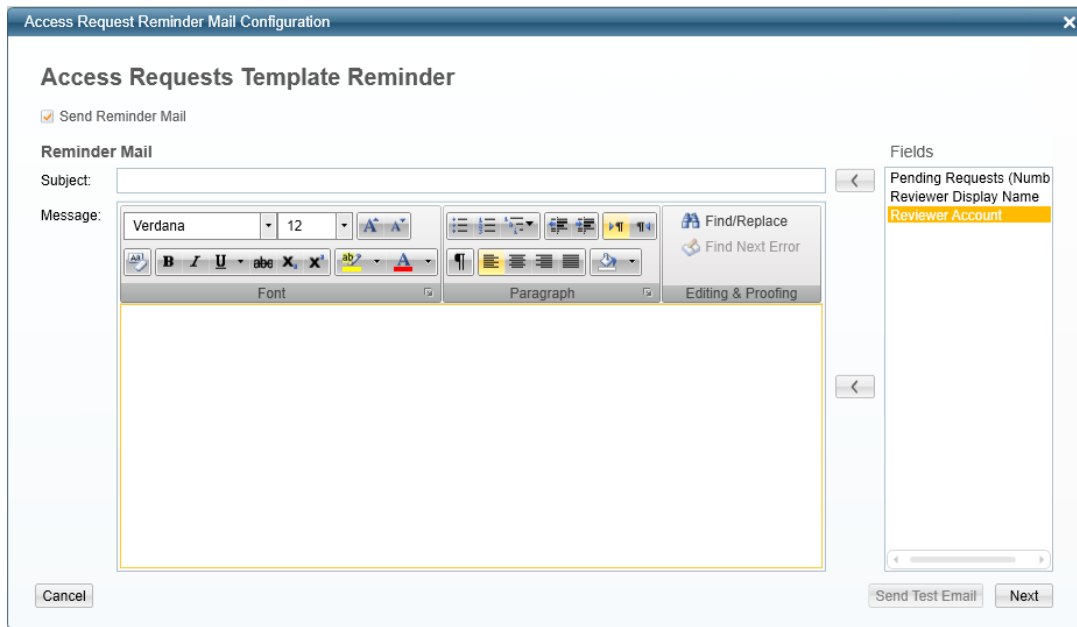 Access Request Reminder Mail Configuration
Access Requests Template Reminder
Send Reminder Mail
Reminder Mail
Fields
Subject:
Pending Requests (Numb
Reviewer Display Name
Reviewer Account
Message:
Verdana 12
Find/Replace
Find Next Error
B I U abc X, X²
Font Paragraph Editing & Proofing
Cancel
Send Test Email Next